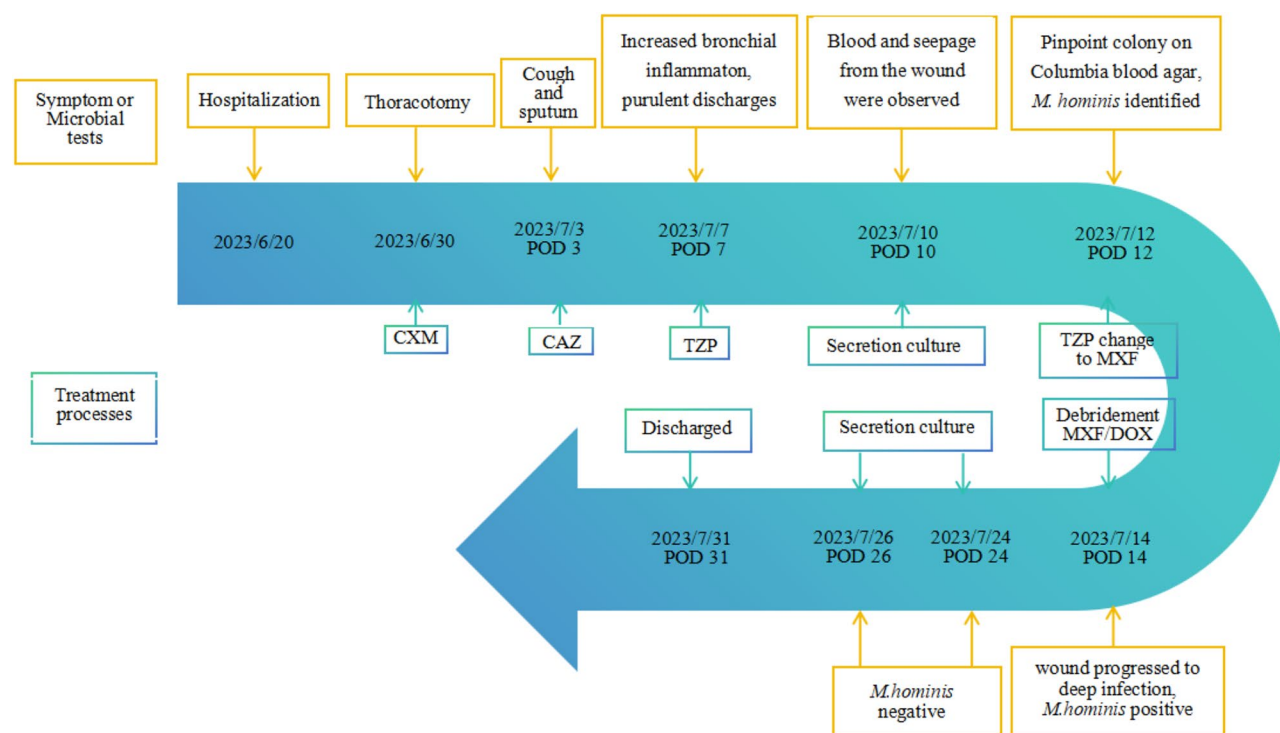 Symptom or
Microbial
tests
Hospitalization
Thoracotomy
Cough
and
sputum
Increased bronchial
inflammaton,
purulent discharges
Blood and seepage
from the wound
were observed
Pinpoint colony on
Columbia blood agar,
M. hominis identified
2023/6/20
2023/6/30
2023/7/3
POD 3
2023/7/7
POD 7
2023/7/10
POD 10
2023/7/12
POD 12
CXM
CAZ
TZP
Secretion culture
TZP change
to MXF
Treatment
processes
Discharged
Secretion culture
Debridement
MXF/DOX
2023/7/31
POD 31
2023/7/26
POD 26
2023/7/24
POD 24
2023/7/14
POD 14
M.hominis
negative
wound progressed to
deep infection,
M.hominis positive